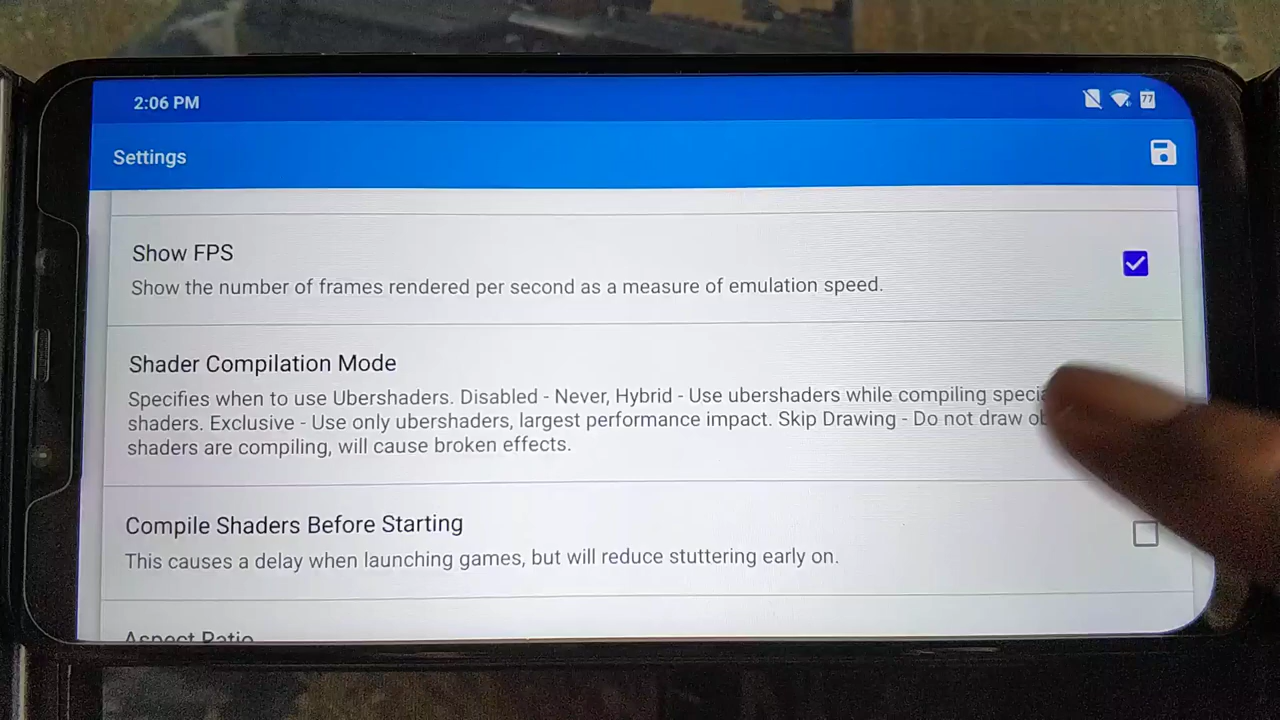 2:06 PM
77
Settings
Show FPS
Show the number of frames rendered per second as a measure of emulation speed.
Shader Compilation Mode
Specifies when to use Ubershaders. Disabled - Never, Hybrid - Use ubershaders while compiling
shaders. Exclusive - Use only ubershaders, largest performance impact. Skip Drawing - Do not draw
shaders are compiling, will cause broken effects.
Compile Shaders Before Starting
This causes a delay when launching games, but will reduce stuttering early on.
Aspect Ratio